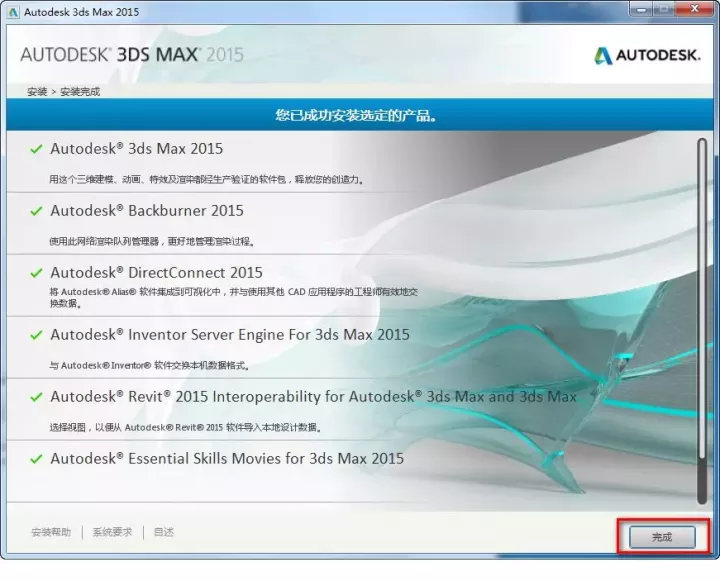 Autodesk 3ds Max 2015
AUTODESK® 3DS MAX® 2015
AUTODESK.
安装 > 安装完成
您已成功安装选定的产品。
Autodesk® 3ds Max 2015
用这个三维建模、动画、特效及渲染都经生产验证的软件包，释放您的创造力。
Autodesk® Backburner 2015
使用此网络渲染队列管理器，更好地管理渲染过程。
Autodesk® DirectConnect 2015
将 Autodesk® Alias® 软件集成到可视化中，并与使用其他 CAD 应用程序的工程师有效地交
换数据。
Autodesk® Inventor Server Engine For 3ds Max 2015
与 Autodesk® Inventor® 软件交换本机数据格式。
Autodesk® Revit® 2015 Interoperability for Autodesk® 3ds Max and 3ds Max
选择视图，以便从 Autodesk® Revit® 2015 软件导入本地设计数据。
Autodesk® Essential Skills Movies for 3ds Max 2015
安装帮助 | 系统要求 | 自述
完成